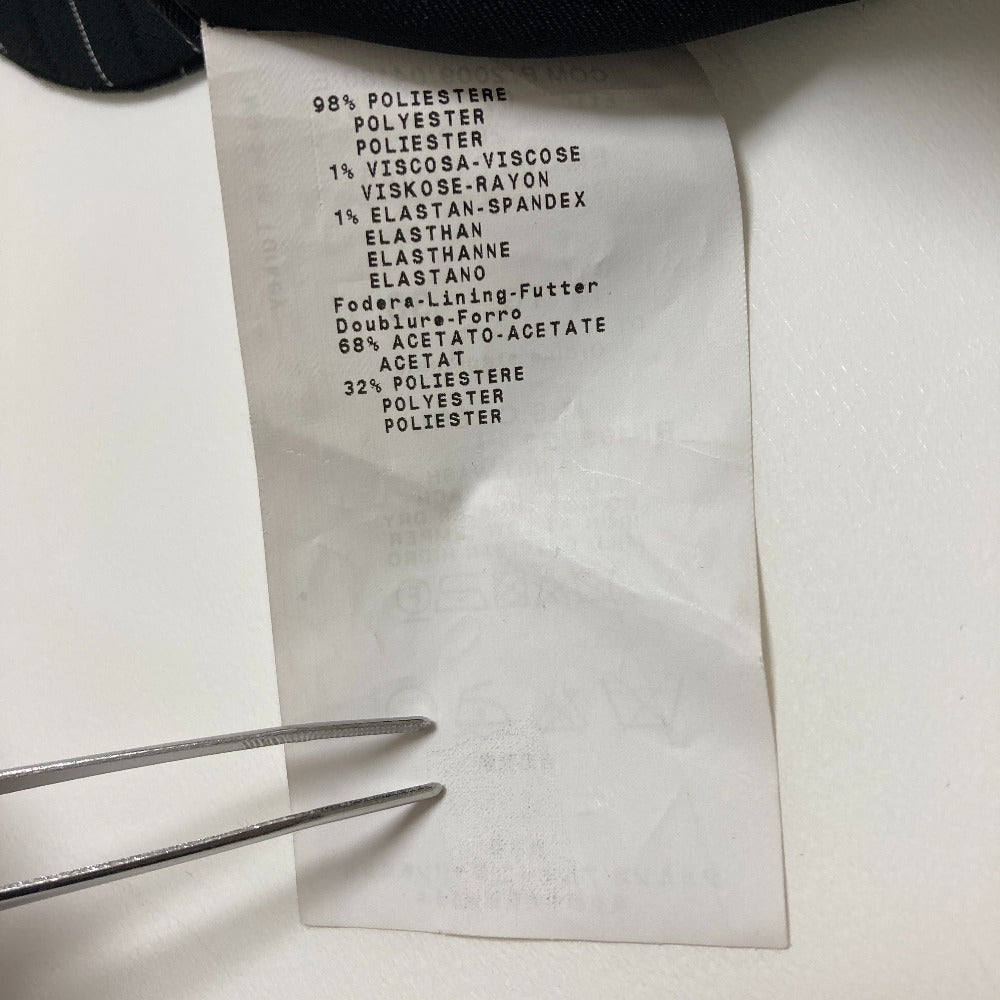 98% POLIESTERE
POLYESTER
POLIESTER
1% VISCOSA-VISCOSE
VISKOSE-RAYON
1% ELASTAN-SPANDEX
ELASTHAN
ELASTHANNE
ELASTANO
Fodera-Lining-Futter
Doublure-Forro
68% ACETATO-ACETATE
ACETAT
32% POLIESTERE
POLYESTER
POLIESTER